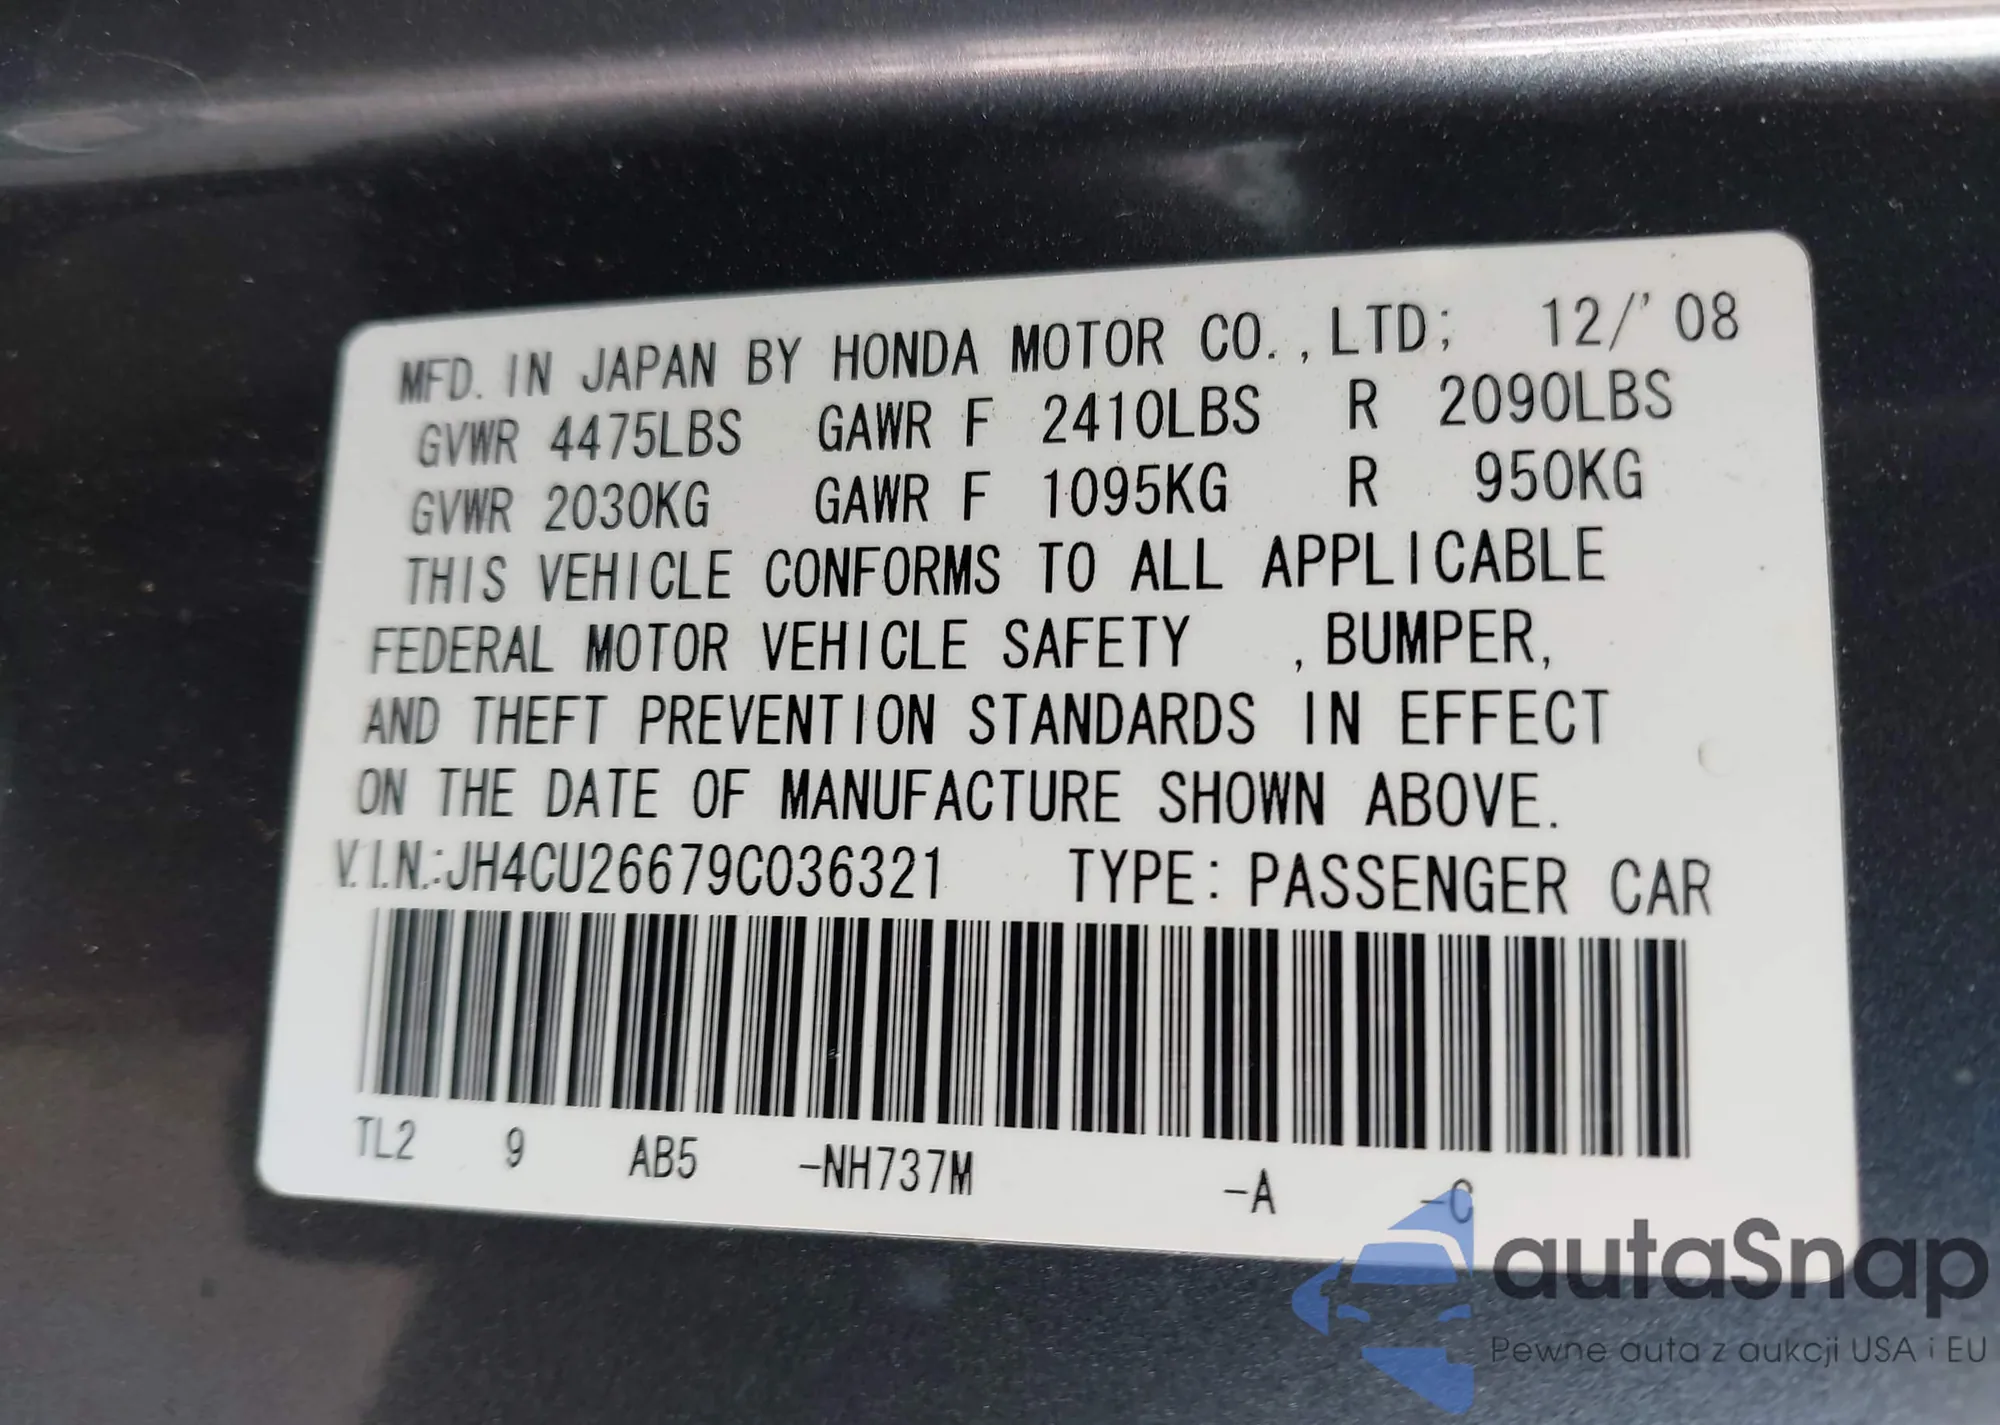 MFD. IN JAPAN BY HONDA MOTOR CO.,LTD; 12/'08
GVWR 4475LBS GAWR F 2410LBS R 2090LBS
GVWR 2030KG GAWR F 1095KG R 950KG
THIS VEHICLE CONFORMS TO ALL APPLICABLE
FEDERAL MOTOR VEHICLE SAFETY , BUMPER,
AND THEFT PREVENTION STANDARDS IN EFFECT
ON THE DATE OF MANUFACTURE SHOWN ABOVE.
V.I.N.:JH4CU26679C036321 TYPE: PASSENGER CAR
TL2 9 AB5 -NH737M -A -C
autaSnap
Pewne auta z aukcji USA i EU